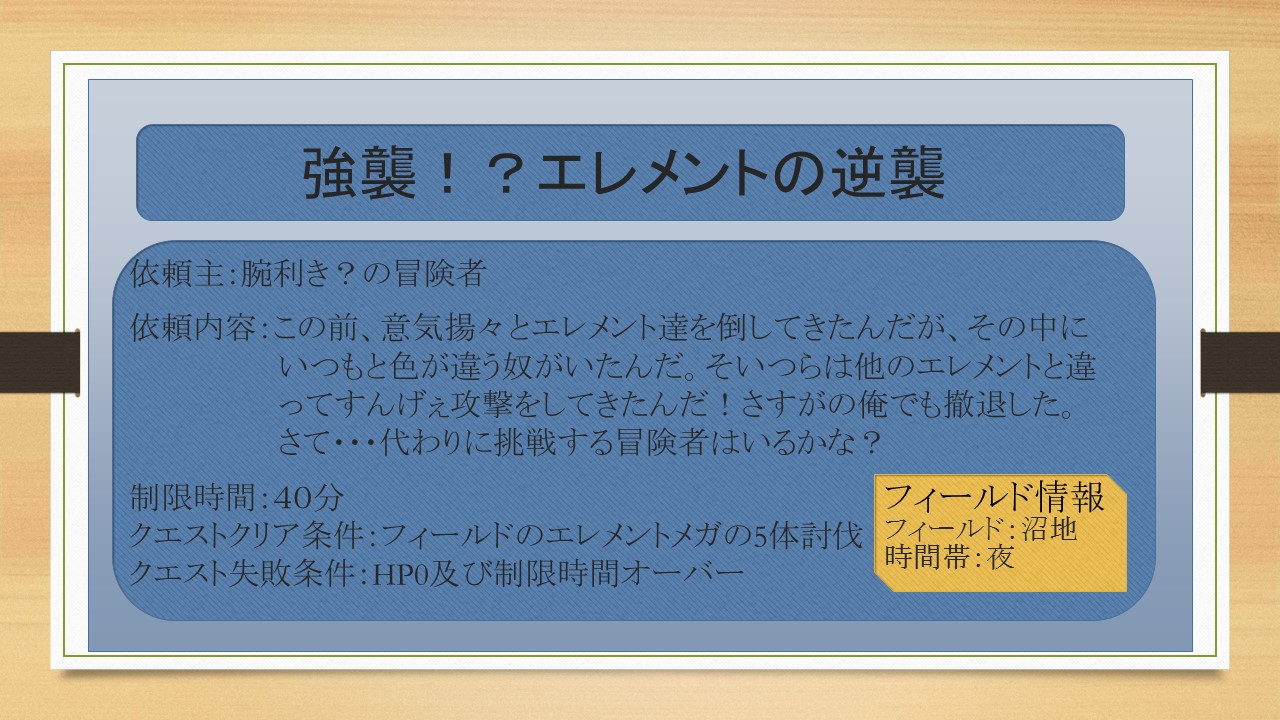 強襲！？エレメントの逆襲
依頼主：腕利き？の冒険者
依頼内容：この前、意気揚々とエレメント達を倒してきたんだが、その中に
いつもと色が違う奴がいたんだ。そいつらは他のエレメントと違
ってすんげぇ攻撃をしてきたんだ！さすがの俺でも撤退した。
さて・・・代わりに挑戦する冒険者はいるかな？
制限時間：４０分
クエストクリア条件：フィールドのエレメントメガの5体討伐
クエスト失敗条件：HP0及び制限時間オーバー
フィールド情報
フィールド：沼地
時間帯：夜